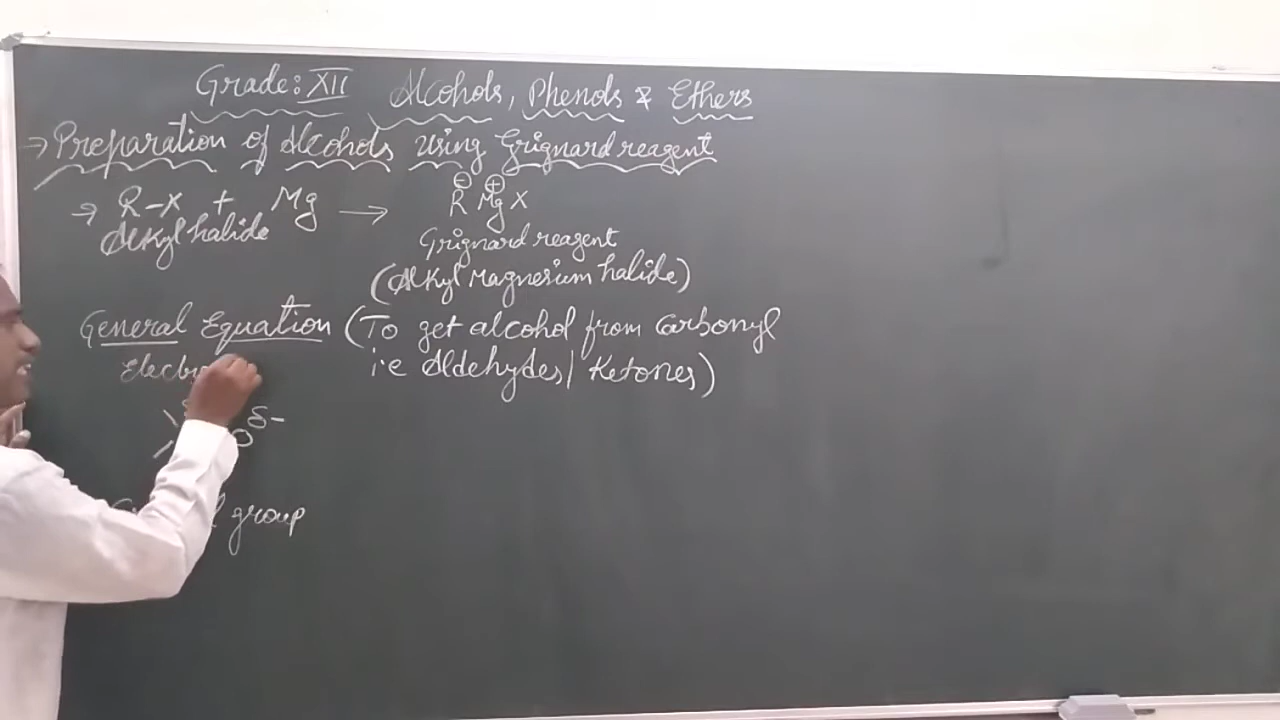 Grade: XII Alcohols, Phenols & Ethers
→ Preparation of Alcohols using Grignard reagent
→ R-X + Mg → R⊖ Mg⊕ X
Alkyl halide Grignard reagent
(Alkyl Magnesium halide)
General Equation (To get alcohol from Carbonyl
i.e Aldehydes/ Ketones)
δ-
O
group